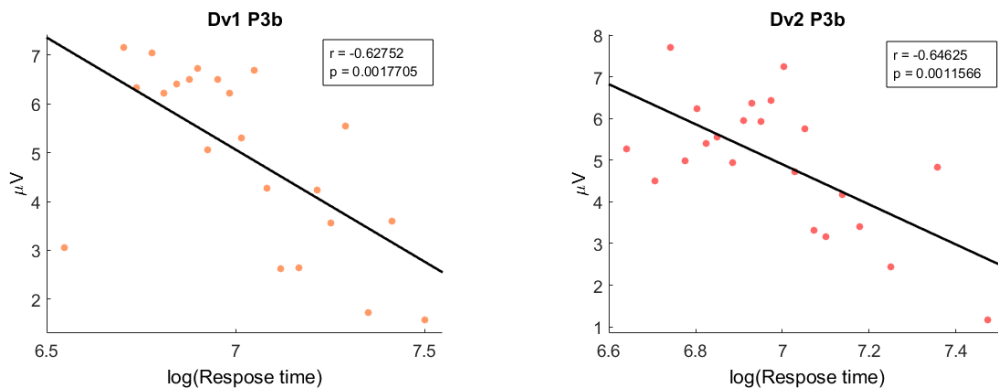 Dv1 P3b
r = -0.62752
p = 0.0017705
7
6
5
4
3
2
μV
6.5
7
7.5
log(Respose time)
Dv2 P3b
r = -0.64625
p = 0.0011566
8
7
6
5
4
3
2
1
μV
6.6
6.8
7
7.2
7.4
log(Respose time)